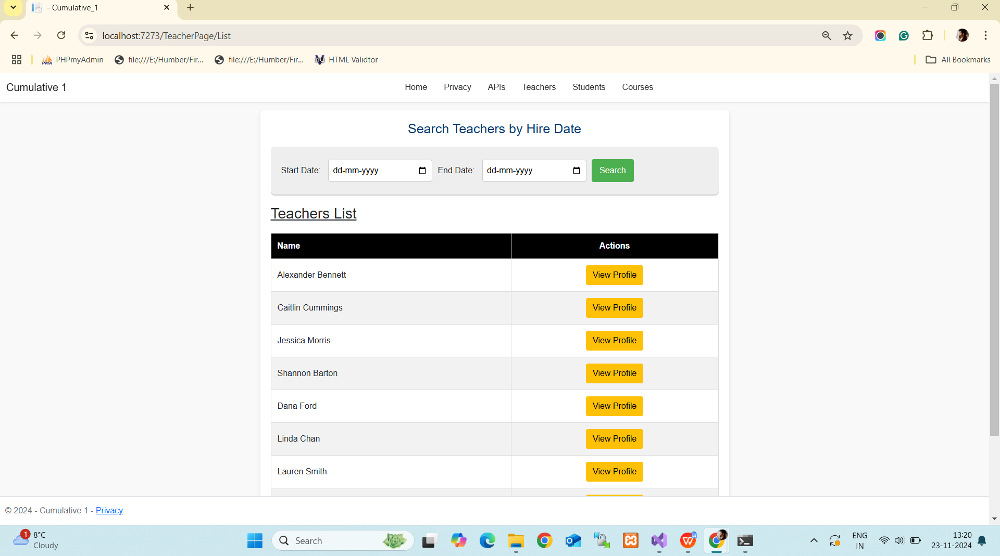 - Cumulative_1
localhost:7273/TeacherPage/List
PHPmyAdmin file:///E:/Humber/Fir... file:///E:/Humber/Fir... HTML Validtor All Bookmarks
Cumulative 1 Home Privacy APIs Teachers Students Courses
Search Teachers by Hire Date
Start Date: dd-mm-yyyy End Date: dd-mm-yyyy Search
Teachers List
Name Actions
Alexander Bennett View Profile
Caitlin Cummings View Profile
Jessica Morris View Profile
Shannon Barton View Profile
Dana Ford View Profile
Linda Chan View Profile
Lauren Smith View Profile
© 2024 - Cumulative 1 - Privacy
1 8°C
Cloudy
Search
ENG
IN
13:20
23-11-2024